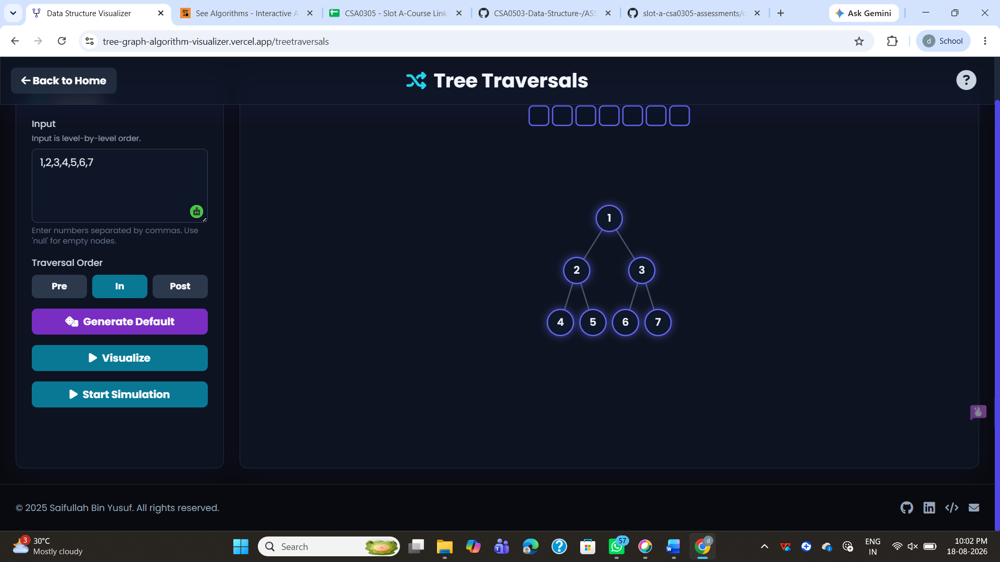 Data Structure Visualizer
See Algorithms - Interactive A
CSA0305 - Slot A-Course Link
CSA0503-Data-Structure-/ASS
slot-a-csa0305-assessments/c
Ask Gemini
tree-graph-algorithm-visualizer.vercel.app/treetraversals
d School
Back to Home
Tree Traversals
?
Input
Input is level-by-level order.
1,2,3,4,5,6,7
Enter numbers separated by commas. Use
'null' for empty nodes.
Traversal Order
Pre
In
Post
Generate Default
Visualize
Start Simulation
1
2
3
4
5
6
7
© 2025 Saifullah Bin Yusuf. All rights reserved.
3
30°C
Mostly cloudy
Search
57
d
ENG
IN
10:02 PM
18-08-2026